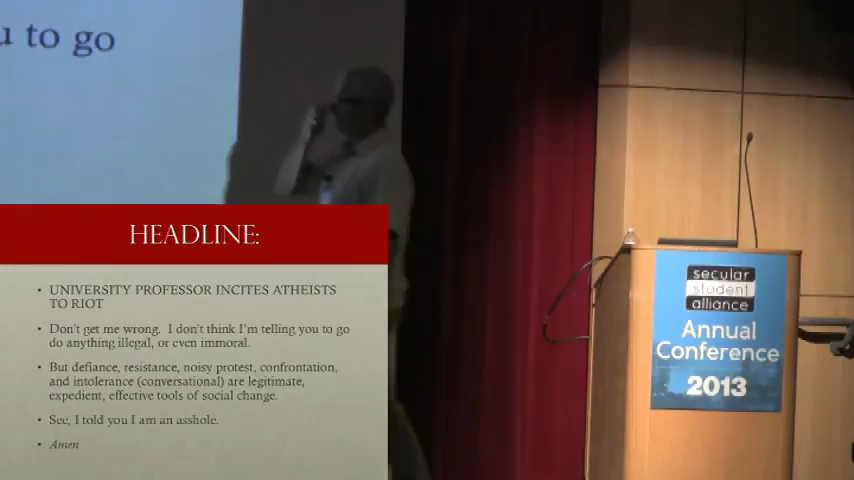 u to go
HEADLINE:
• UNIVERSITY PROFESSOR INCITES ATHEISTS
TO RIOT
• Don't get me wrong. I don't think I'm telling you to go
do anything illegal, or even immoral.
• But defiance, resistance, noisy protest, confrontation,
and intolerance (conversational) are legitimate,
expedient, effective tools of social change.
• See, I told you I am an asshole.
• Amen
secular
student
alliance
Annual
Conference
2013